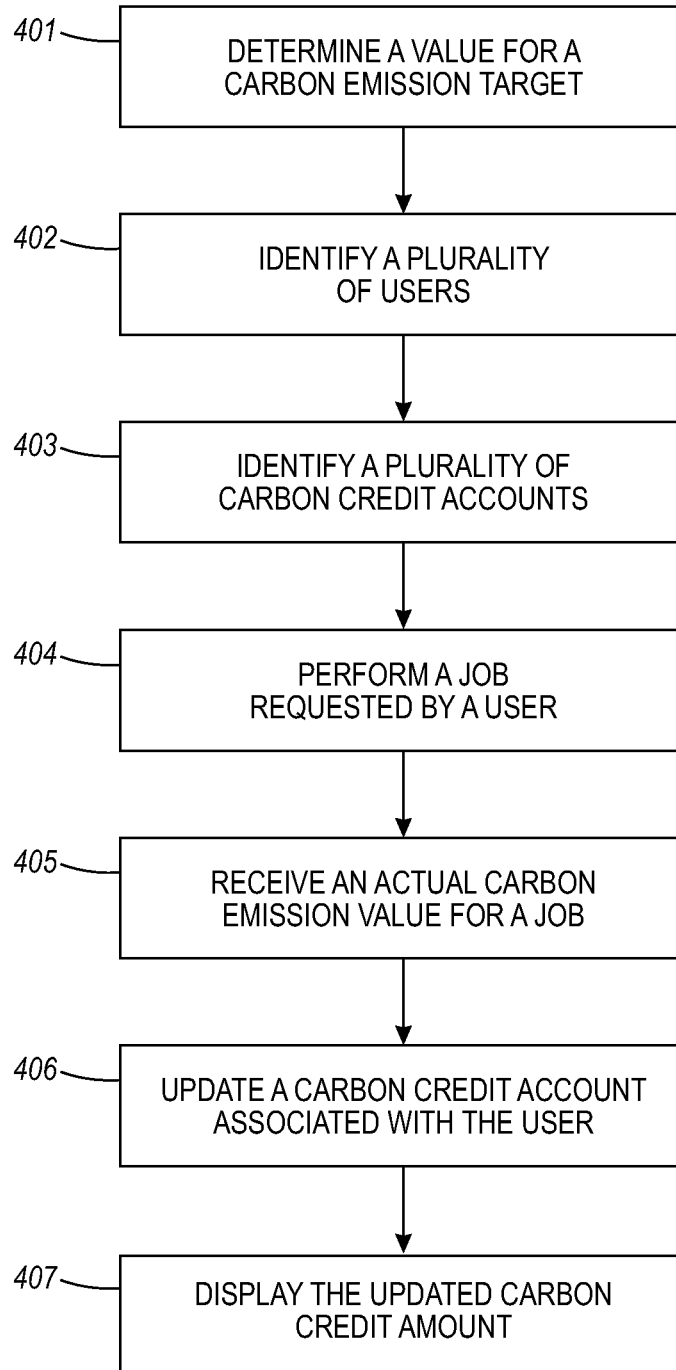 401
DETERMINE A VALUE FOR A
CARBON EMISSION TARGET
402
IDENTIFY A PLURALITY
OF USERS
403
IDENTIFY A PLURALITY OF
CARBON CREDIT ACCOUNTS
404
PERFORM A JOB
REQUESTED BY A USER
405
RECEIVE AN ACTUAL CARBON
EMISSION VALUE FOR A JOB
406
UPDATE A CARBON CREDIT ACCOUNT
ASSOCIATED WITH THE USER
407
DISPLAY THE UPDATED CARBON
CREDIT AMOUNT